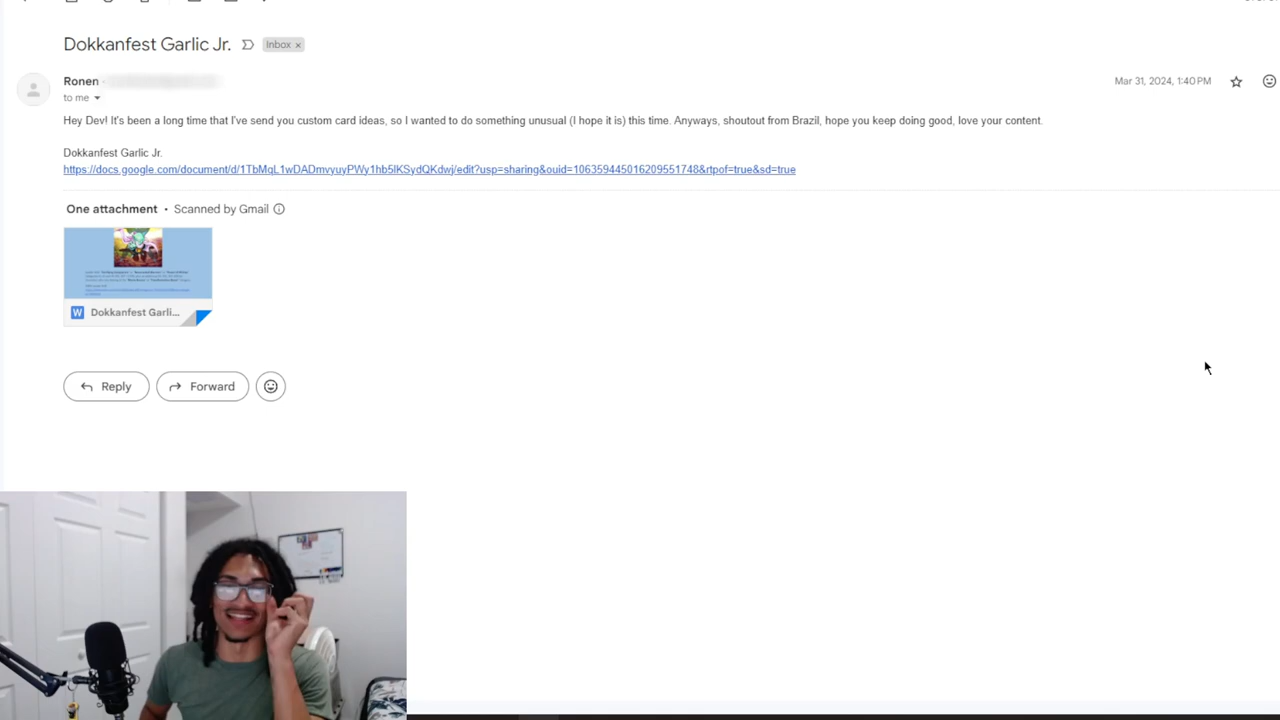 Dokkanfest Garlic Jr. Inbox ×
Ronen Mar 31, 2024, 1:40 PM
to me
Hey Dev! It's been a long time that I've send you custom card ideas, so I wanted to do something unusual (I hope it is) this time. Anyways, shoutout from Brazil, hope you keep doing good, love your content.
Dokkanfest Garlic Jr.
https://docs.google.com/document/d/1TbMqL1wDADmvyuyPWy1hb5lKSydQKdwj/edit?usp=sharing&ouid=106359445016209551748&rtpof=true&sd=true
One attachment • Scanned by Gmail
W Dokkanfest Garli...
Reply Forward